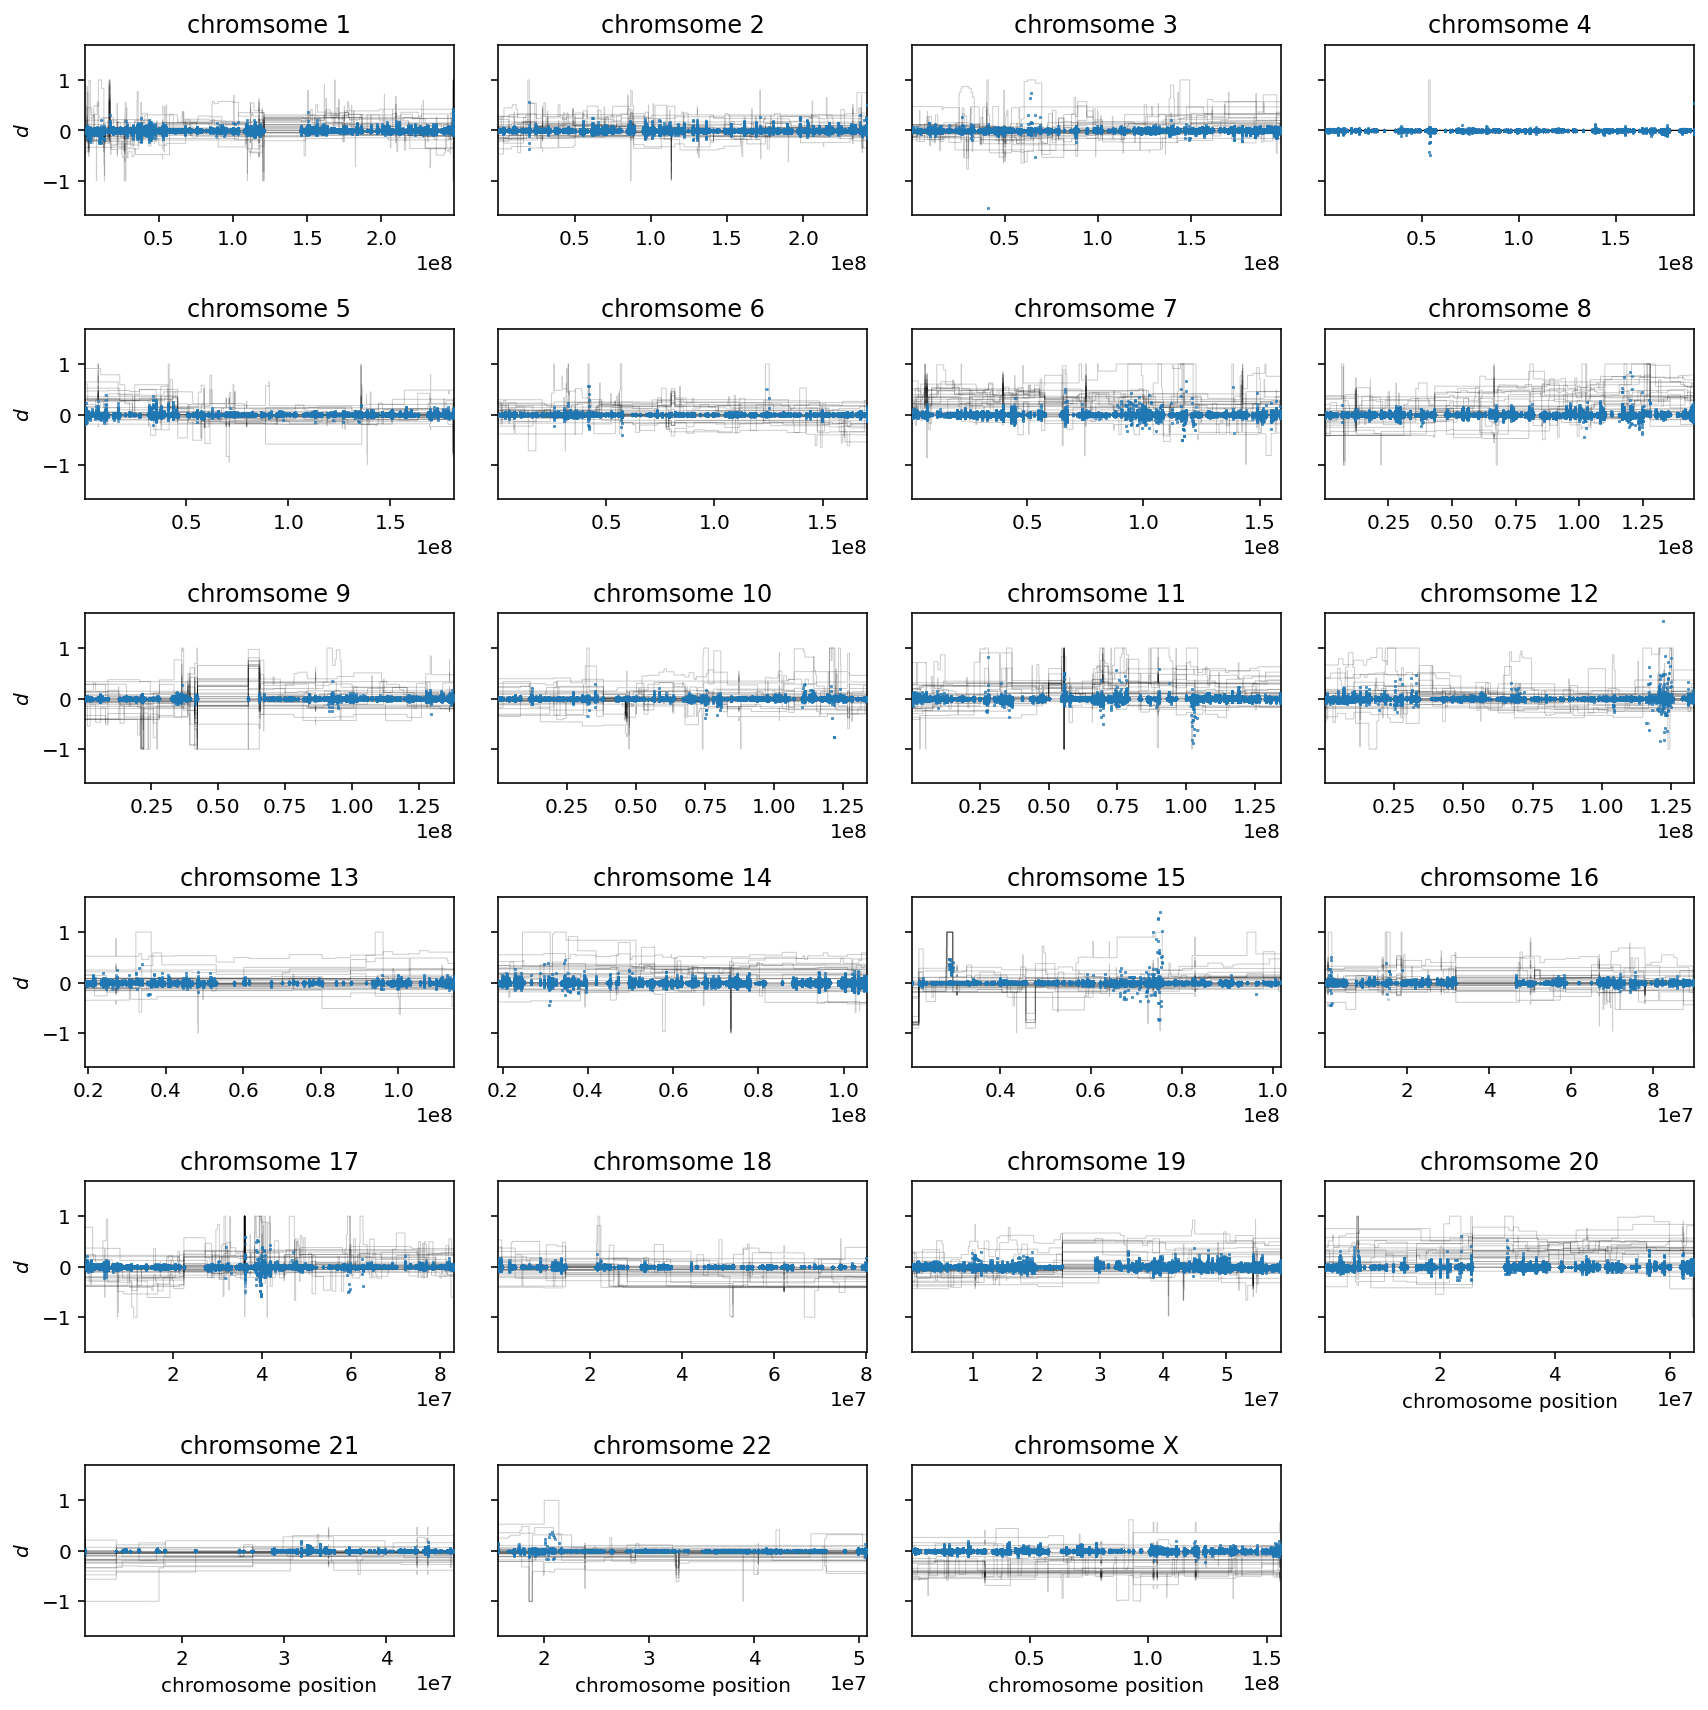 chromsome 1 chromsome 2 chromsome 3 chromsome 4
1
d 0
−1
0.5 1.0 1.5 2.0 0.5 1.0 1.5 2.0 0.5 1.0 1.5 0.5 1.0 1.5
1e8 1e8 1e8 1e8
chromsome 5 chromsome 6 chromsome 7 chromsome 8
1
d 0
−1
0.5 1.0 1.5 0.5 1.0 1.5 0.5 1.0 1.5 0.25 0.50 0.75 1.00 1.25
1e8 1e8 1e8 1e8
chromsome 9 chromsome 10 chromsome 11 chromsome 12
1
d 0
−1
0.25 0.50 0.75 1.00 1.25 0.25 0.50 0.75 1.00 1.25 0.25 0.50 0.75 1.00 1.25 0.25 0.50 0.75 1.00 1.25
1e8 1e8 1e8 1e8
chromsome 13 chromsome 14 chromsome 15 chromsome 16
1
d 0
−1
0.2 0.4 0.6 0.8 1.0 0.2 0.4 0.6 0.8 1.0 0.4 0.6 0.8 1.0 2 4 6 8
1e8 1e8 1e8 1e7
chromsome 17 chromsome 18 chromsome 19 chromsome 20
1
d 0
−1
2 4 6 8 2 4 6 8 1 2 3 4 5 2 4 6
1e7 1e7 1e7 chromosome position 1e7
chromsome 21 chromsome 22 chromsome X
1
d 0
−1
2 3 4 2 3 4 5 0.5 1.0 1.5
chromosome position 1e7 chromosome position 1e7 chromosome position 1e8